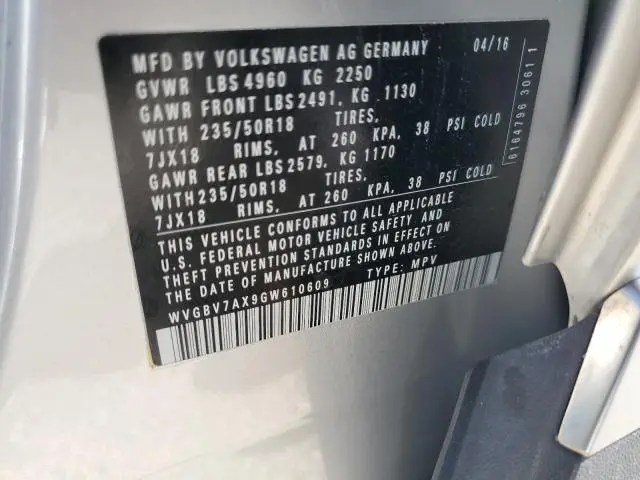 MFD BY VOLKSWAGEN AG GERMANY 04/16
GVWR LBS 4960 KG 2250
GAWR FRONT LBS 2491, KG 1130
WITH 235/50R18 TIRES.
7JX18 RIMS. AT 260 KPA, 38 PSI COLD
GAWR REAR LBS 2579, KG 1170
WITH 235/50R18 TIRES.
7JX18 RIMS. AT 260 KPA, 38 PSI COLD
THIS VEHICLE CONFORMS TO ALL APPLICABLE
U.S. FEDERAL MOTOR VEHICLE SAFETY AND
THEFT PREVENTION STANDARDS IN EFFECT ON
THE DATE OF MANUFACTURE SHOWN ABOVE.
WVGBV7AX9GW610609 TYPE: MPV
6164796 30611